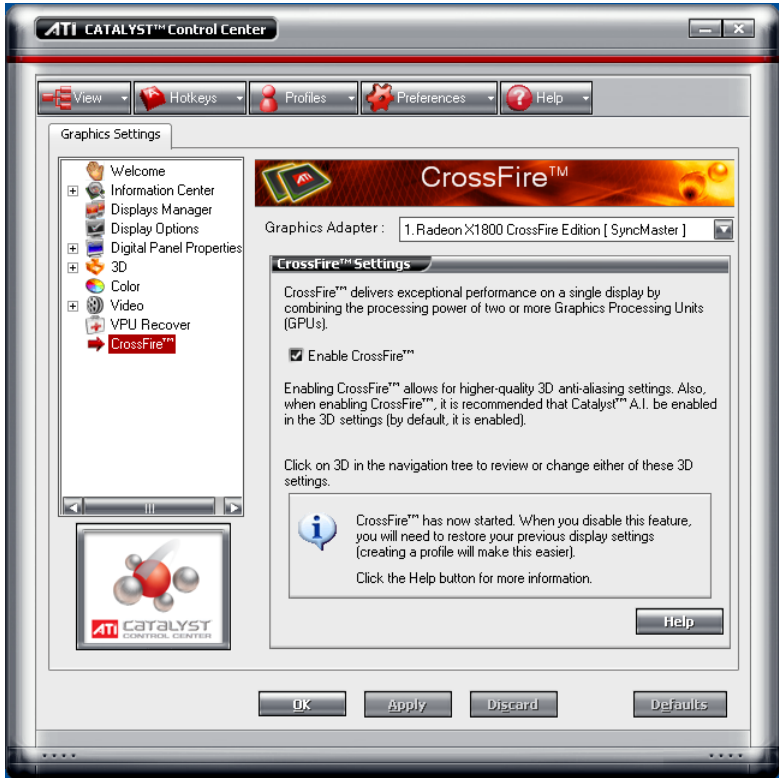 ATI CATALYST™ Control Center
View
Hotkeys
Profiles
Preferences
Help
Graphics Settings
Welcome
Information Center
Displays Manager
Display Options
Digital Panel Properties
3D
Color
Video
VPU Recover
CrossFire™
ATI
CATALYST
CONTROL CENTER
ATI
CrossFire™
Graphics Adapter :
1. Radeon X1800 CrossFire Edition [ SyncMaster ]
CrossFire™ Settings
CrossFire™ delivers exceptional performance on a single display by
combining the processing power of two or more Graphics Processing Units
(GPUs).
Enable CrossFire™
Enabling CrossFire™ allows for higher-quality 3D anti-aliasing settings. Also,
when enabling CrossFire™, it is recommended that Catalyst™ A.I. be enabled
in the 3D settings (by default, it is enabled).
Click on 3D in the navigation tree to review or change either of these 3D
settings.
CrossFire™ has now started. When you disable this feature,
you will need to restore your previous display settings
(creating a profile will make this easier).
Click the Help button for more information.
Help
OK
Apply
Discard
Defaults